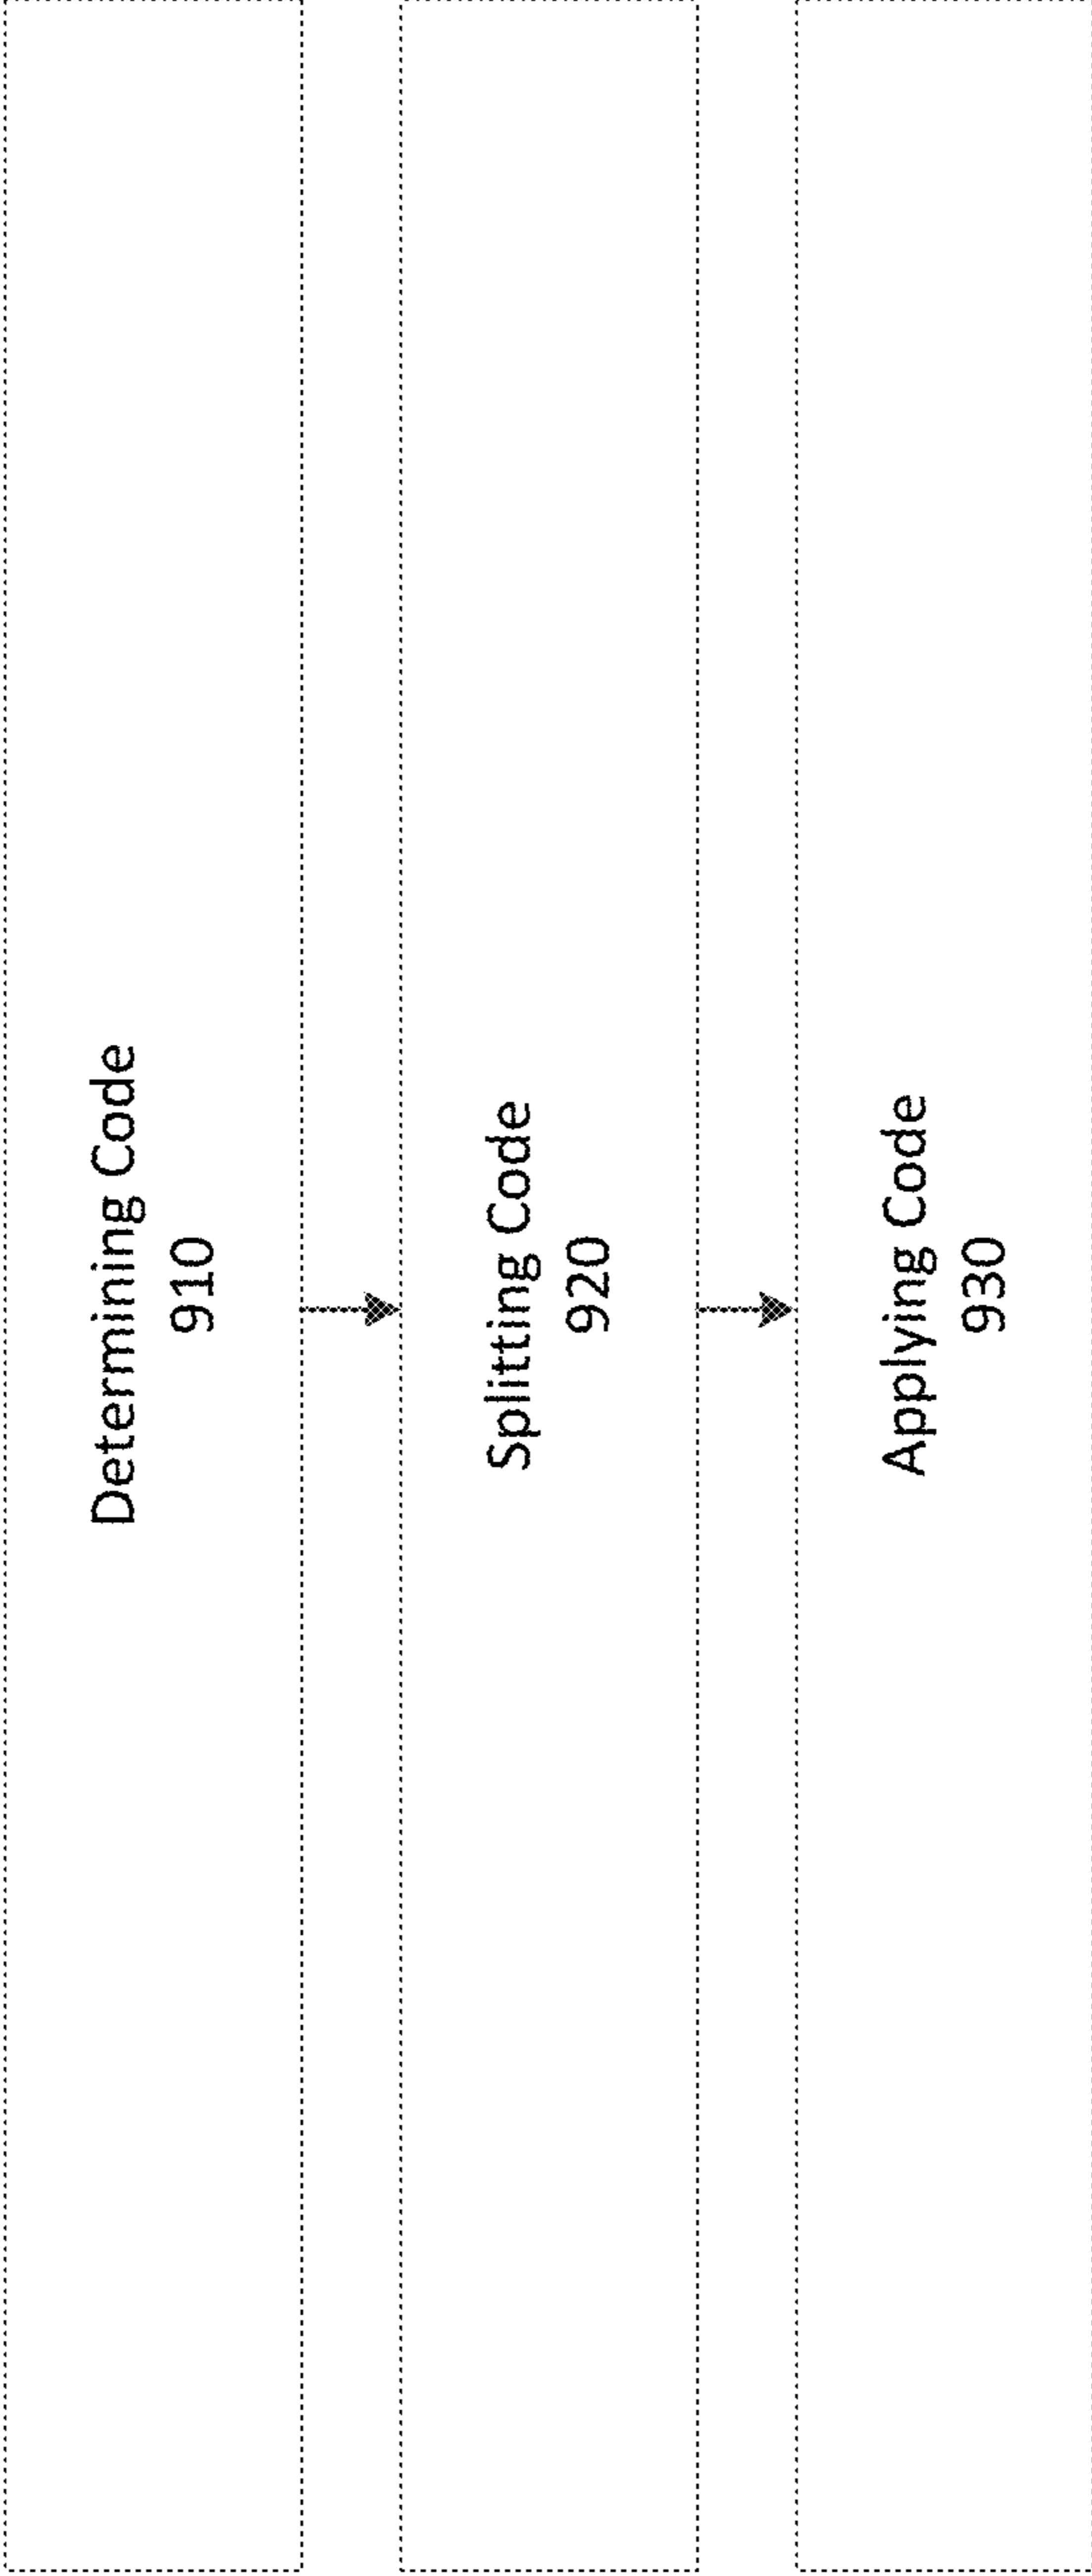 Determining Code
910
Splitting Code
920
Applying Code
930